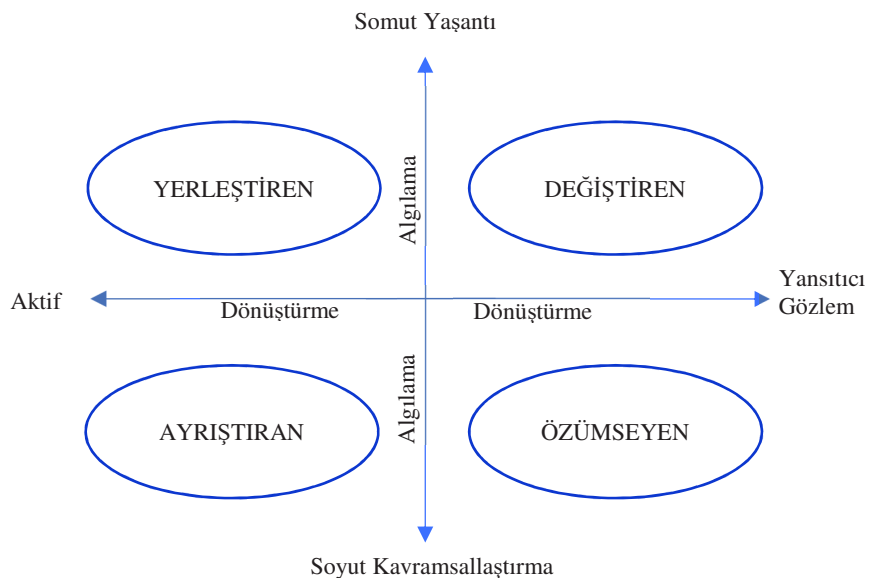 Somut Yaşantı
YERLEŞTİREN
Algılama
DEĞİŞTİREN
Aktif
Dönüştürme
Dönüştürme
Yansıtıcı
Gözlem
AYRIŞTIRAN
Algılama
ÖZÜMSEYEN
Soyut Kavramsallaştırma